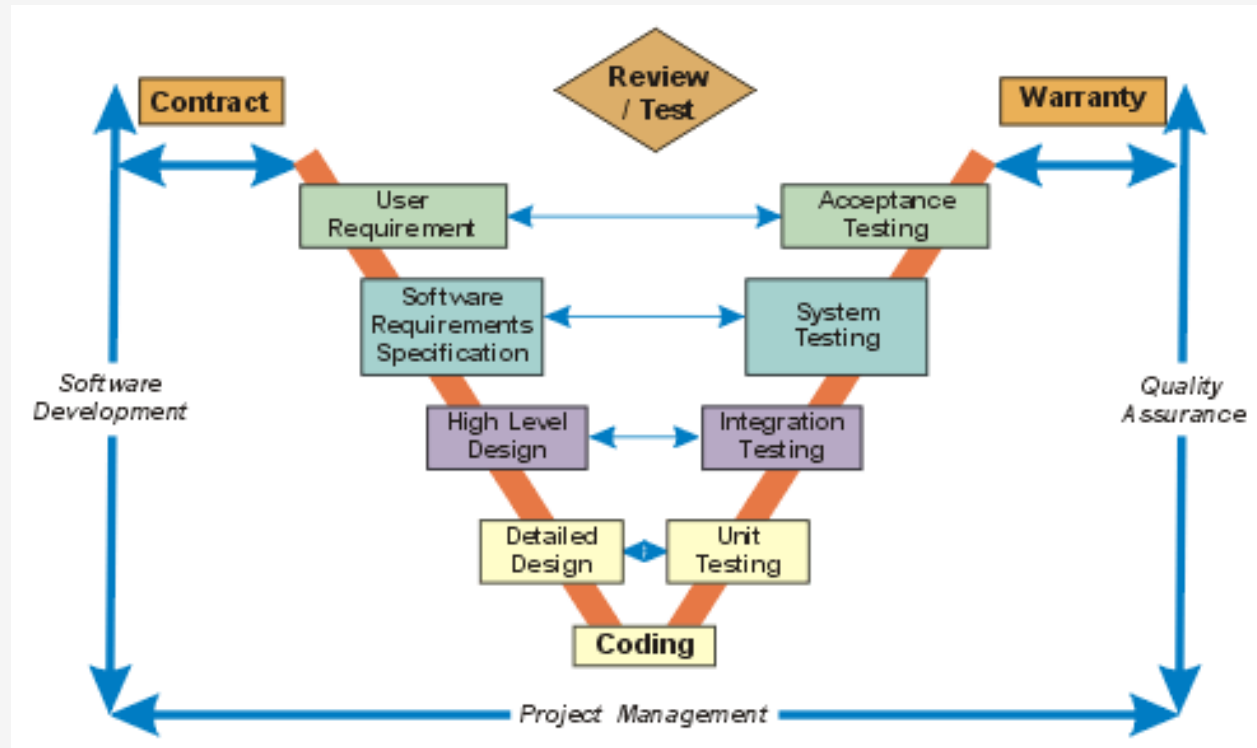 Review
/ Test
Contract
Warranty
User
Requirement
Acceptance
Testing
Software
Requirements
Specification
System
Testing
Software
Development
Quality
Assurance
High Level
Design
Integration
Testing
Detailed
Design
Unit
Testing
Coding
Project Management